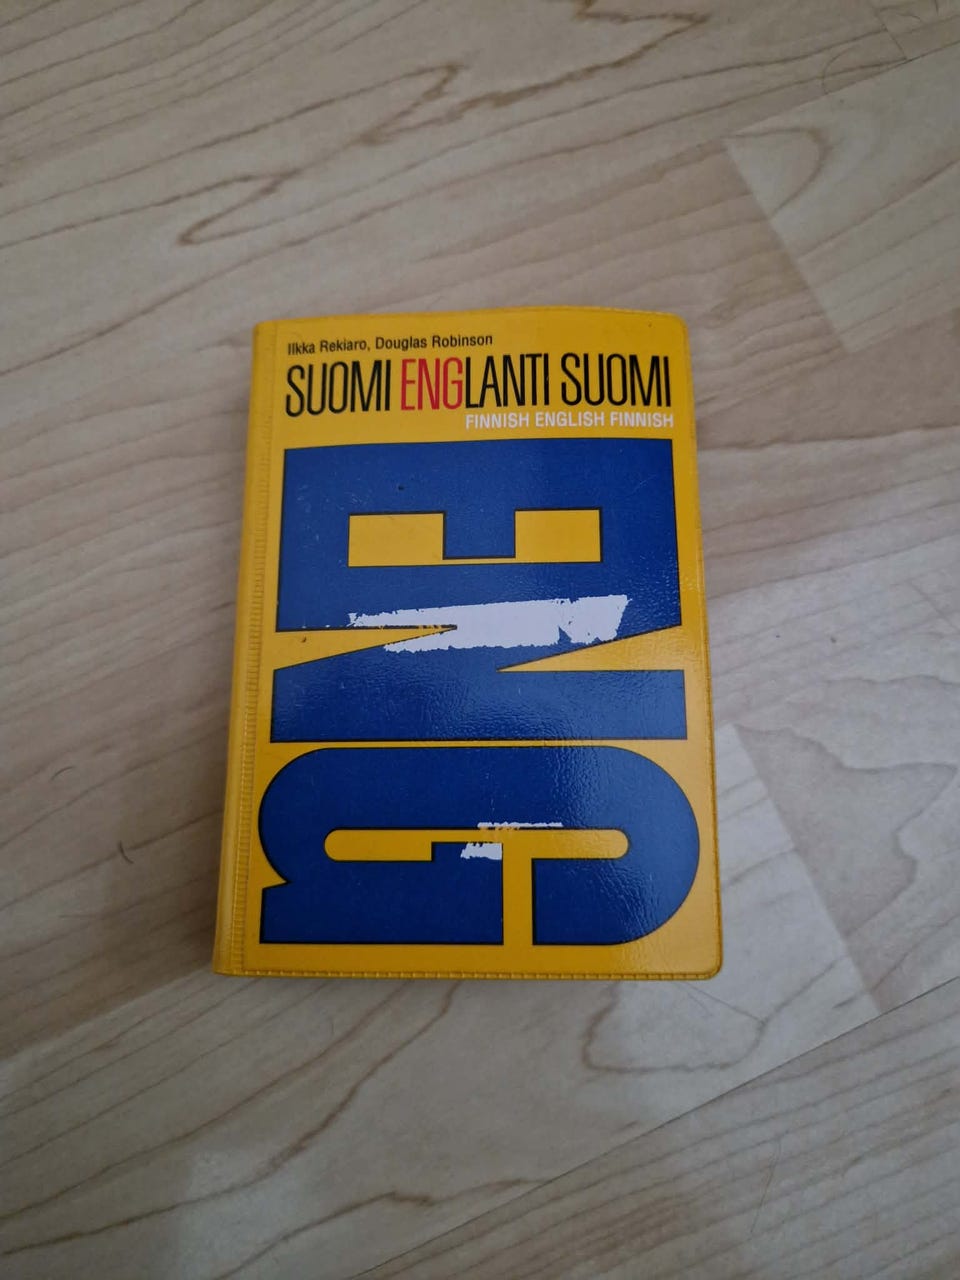 Ilkka Rekiaro, Douglas Robinson
SUOMI ENGLANTI SUOMI
FINNISH ENGLISH FINNISH
ENG